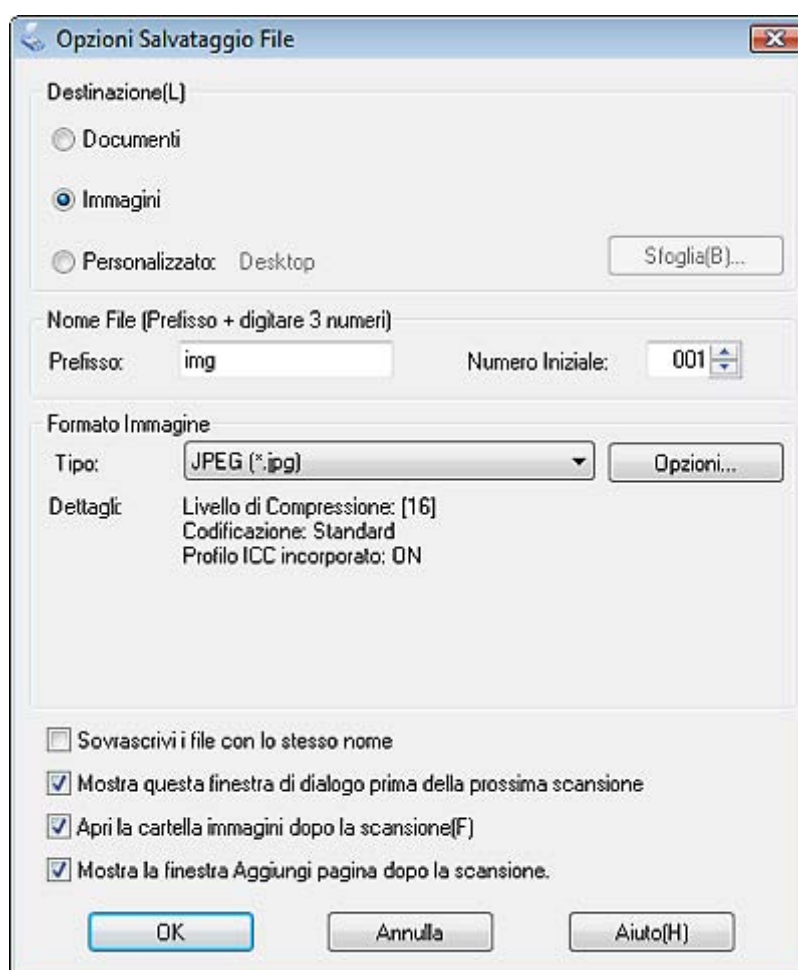 Opzioni Salvataggio File
Destinazione(L)
Documenti
Immagini
Personalizzato: Desktop Sfoglia(B)...
Nome File (Prefisso + digitare 3 numeri)
Prefisso: img Numero Iniziale: 001
Formato Immagine
Tipo: JPEG (*.jpg) Opzioni...
Dettagli: Livello di Compressione: [16]
Codificazione: Standard
Profilo ICC incorporato: ON
Sovrascrivi i file con lo stesso nome
Mostra questa finestra di dialogo prima della prossima scansione
Apri la cartella immagini dopo la scansione(F)
Mostra la finestra Aggiungi pagina dopo la scansione.
OK Annulla Aiuto(H)